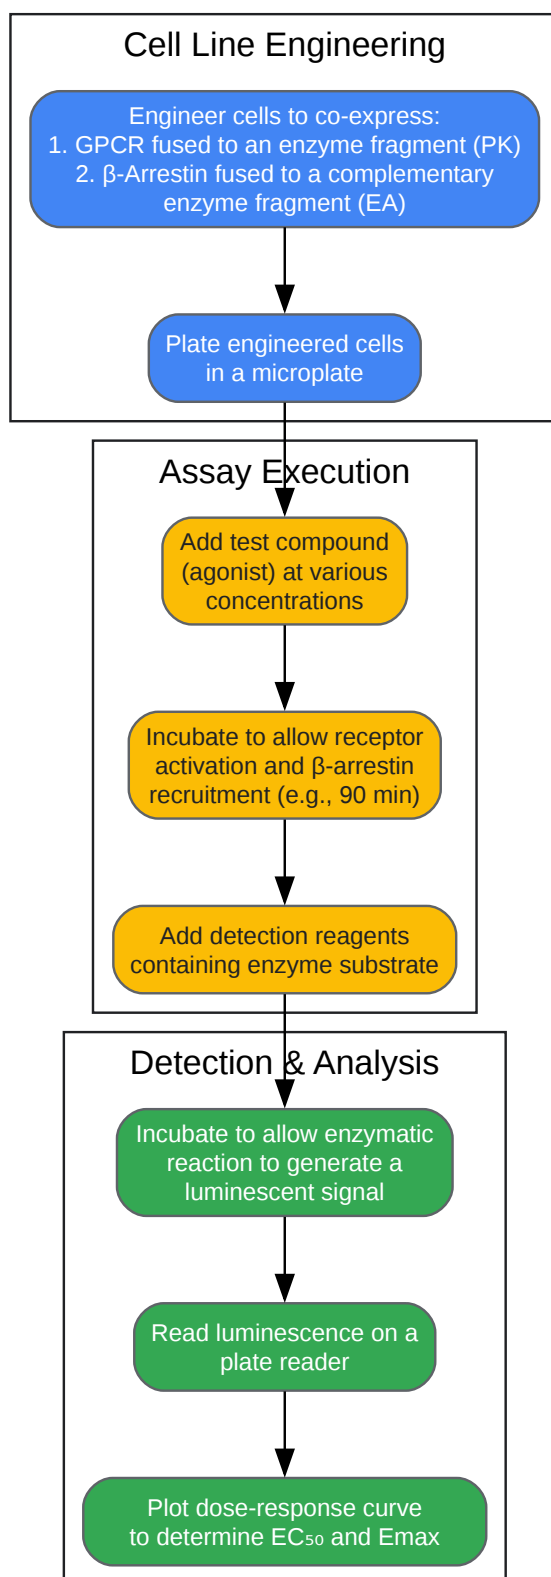 Cell Line Engineering
Engineer cells to co-express:
1. GPCR fused to an enzyme fragment (PK)
2. β-Arrestin fused to a complementary
enzyme fragment (EA)
Plate engineered cells
in a microplate
Assay Execution
Add test compound
(agonist) at various
concentrations
Incubate to allow receptor
activation and β-arrestin
recruitment (e.g., 90 min)
Add detection reagents
containing enzyme substrate
Detection & Analysis
Incubate to allow enzymatic
reaction to generate a
luminescent signal
Read luminescence on a
plate reader
Plot dose-response curve
to determine EC₅₀ and Emax